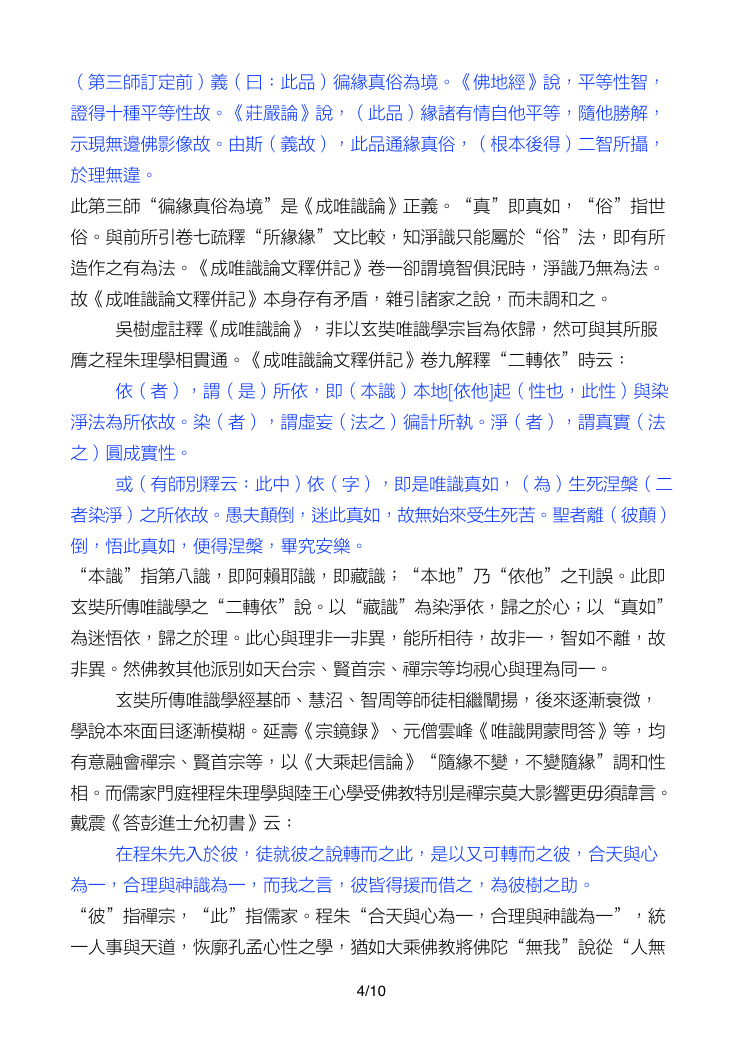 （第三師訂定前）義（曰：此品）徧緣真俗為境。《佛地經》說，平等性智，
證得十種平等性故。《莊嚴論》說，（此品）緣諸有情自他平等，隨他勝解，
示現無邊佛影像故。由斯（義故），此品通緣真俗，（根本後得）二智所攝，
於理無違。
此第三師“徧緣真俗為境”是《成唯識論》正義。“真”即真如，“俗”指世
俗。與前所引卷七疏釋“所緣緣”文比較，知淨識只能屬於“俗”法，即有所
造作之有為法。《成唯識論文釋併記》卷一卻謂境智俱泯時，淨識乃無為法。
故《成唯識論文釋併記》本身存有矛盾，雜引諸家之說，而未調和之。
吳樹虛註釋《成唯識論》，非以玄奘唯識學宗旨為依歸，然可與其所服
膺之程朱理學相貫通。《成唯識論文釋併記》卷九解釋“二轉依”時云：
依（者），謂（是）所依，即（本識）本地[依他]起（性也，此性）與染
淨法為所依故。染（者），謂虛妄（法之）徧計所執。淨（者），謂真實（法
之）圓成實性。
或（有師別釋云：此中）依（字），即是唯識真如，（為）生死涅槃（二
者染淨）之所依故。愚夫顛倒，迷此真如，故無始來受生死苦。聖者離（彼顛）
倒，悟此真如，便得涅槃，畢究安樂。
“本識”指第八識，即阿賴耶識，即藏識；“本地”乃“依他”之刊誤。此即
玄奘所傳唯識學之“二轉依”說。以“藏識”為染淨依，歸之於心；以“真如”
為迷悟依，歸之於理。此心與理非一非異，能所相待，故非一，智如不離，故
非異。然佛教其他派別如天台宗、賢首宗、禪宗等均視心與理為同一。
玄奘所傳唯識學經基師、慧沼、智周等師徒相繼闡揚，後來逐漸衰微，
學說本來面目逐漸模糊。延壽《宗鏡錄》、元僧雲峰《唯識開蒙問答》等，均
有意融會禪宗、賢首宗等，以《大乘起信論》“隨緣不變，不變隨緣”調和性
相。而儒家門庭裡程朱理學與陸王心學受佛教特別是禪宗莫大影響更毋須諱言。
戴震《答彭進士允初書》云：
在程朱先入於彼，徒就彼之說轉而之此，是以又可轉而之彼，合天與心
為一，合理與神識為一，而我之言，彼皆得援而借之，為彼樹之助。
“彼”指禪宗，“此”指儒家。程朱“合天與心為一，合理與神識為一”，統
一人事與天道，恢廓孔孟心性之學，猶如大乘佛教將佛陀“無我”說從“人無
4/10